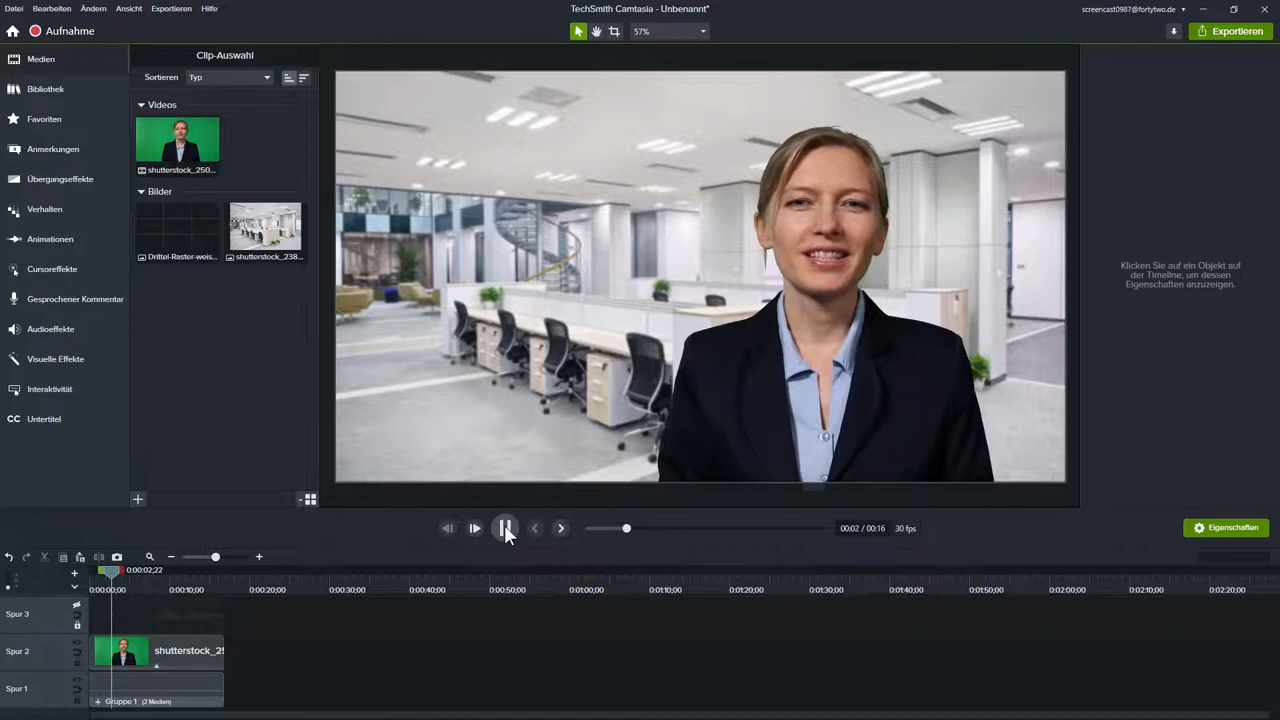 Datei Bearbeiten Ändern Ansicht Exportieren Hilfe
TechSmith Camtasia - Unbenannt*
screencast0987@fortytwo.de
Aufnahme
57%
Exportieren
Medien
Bibliothek
Favoriten
Anmerkungen
Übergangseffekte
Verhalten
Animationen
Cursoreffekte
Gesprochener Kommentar
Audioeffekte
Visuelle Effekte
Interaktivität
CC Untertitel
Clip-Auswahl
Sortieren Typ
Videos
shutterstock_250...
Bilder
Drittel-Raster-weis...
shutterstock_238...
Klicken Sie auf ein Objekt auf
der Timeline, um dessen
Eigenschaften anzuzeigen.
00:02 / 00:16 30 fps
Eigenschaften
0:00:02;22
0:00:00;00 0:00:10;00 0:00:20;00 0:00:30;00 0:00:40;00 0:00:50;00 0:01:00;00 0:01:10;00 0:01:20;00 0:01:30;00 0:01:40;00 0:01:50;00 0:02:00;00 0:02:10;00 0:02:20;00
Spur 3
Spur 2
shutterstock_25
Spur 1
+ Gruppe 1 (2 Medien)